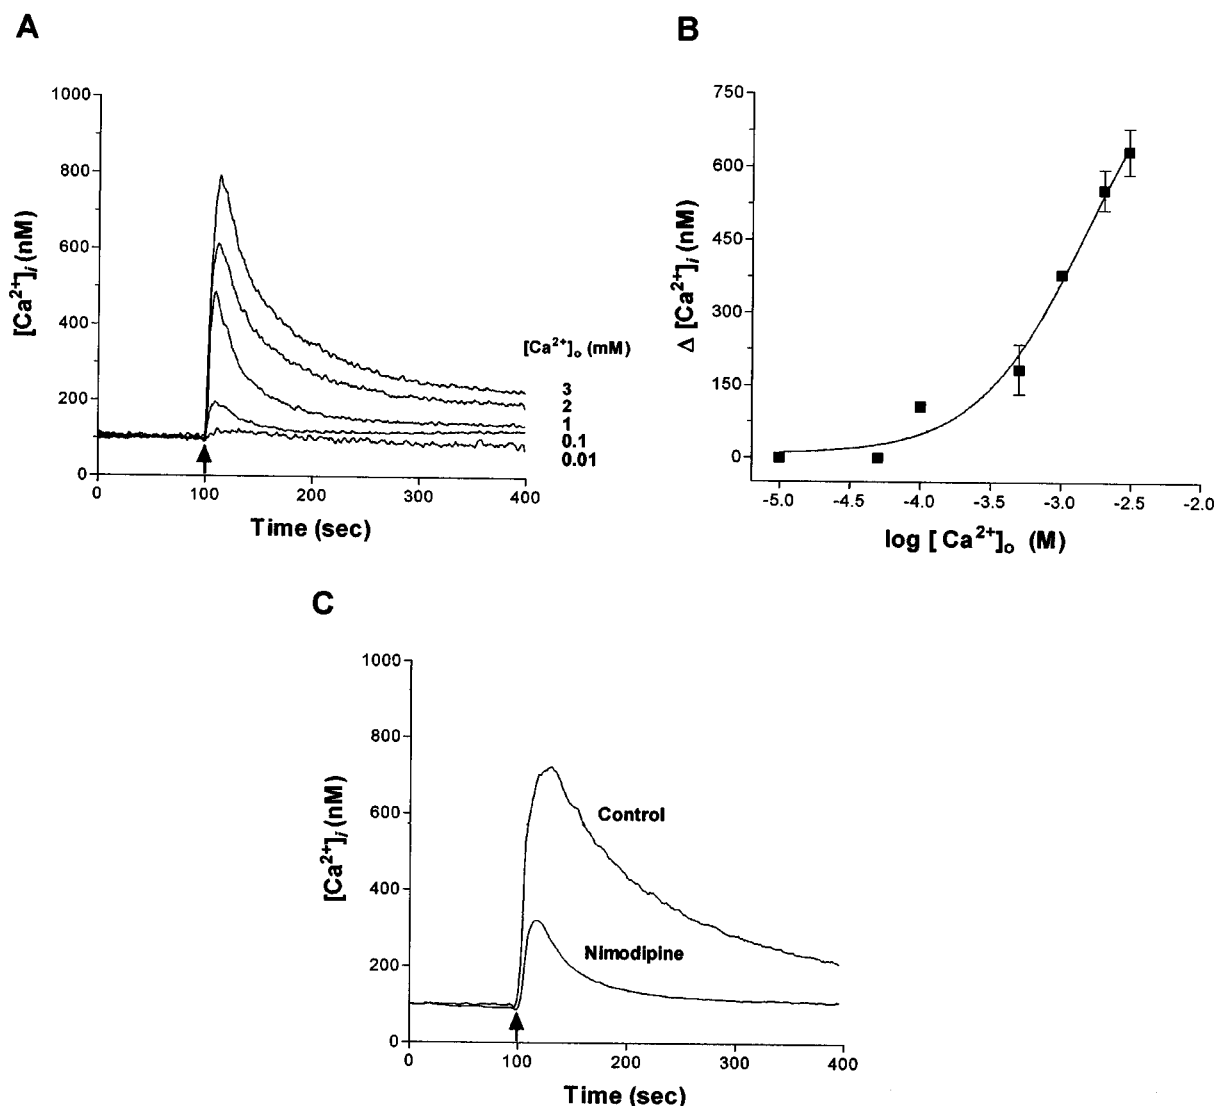 A
1000
800
600
400
200
0
[Ca²⁺]ᵢ (nM)
0 100 200 300 400
Time (sec)
[Ca²⁺]ₒ (mM)
3
2
1
0.1
0.01
B
750
600
450
300
150
0
Δ [Ca²⁺]ᵢ (nM)
-5.0 -4.5 -4.0 -3.5 -3.0 -2.5 -2.0
log [ Ca²⁺]ₒ (M)
C
1000
800
600
400
200
0
[Ca²⁺]ᵢ (nM)
Control
Nimodipine
0 100 200 300 400
Time (sec)